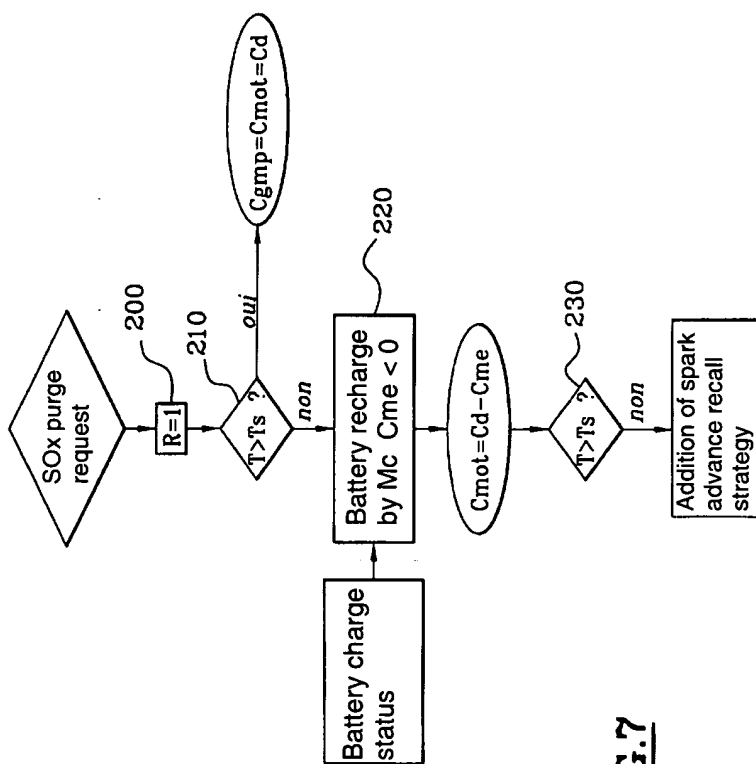 SOx purge
request
200
R=1
210
T>Ts ?
oui
Cgmp=Cmot=Cd
non
220
Battery charge
status
Battery recharge
by Mc Cme < 0
Cmot=Cd-Cme
230
T>Ts ?
non
Addition of spark
advance recall
strategy